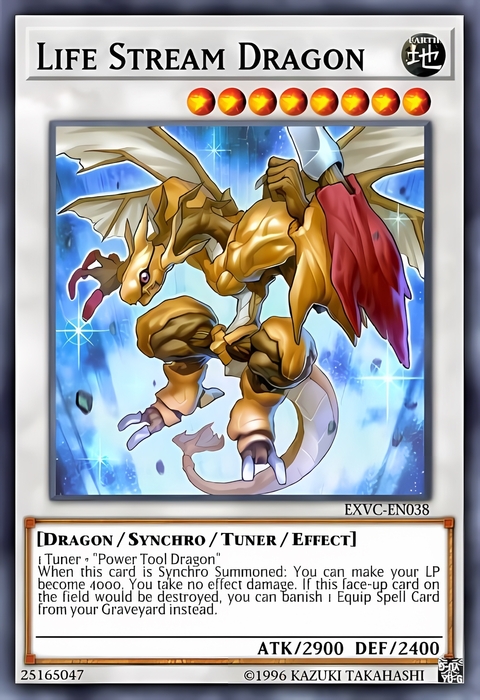 LIFE STREAM DRAGON
EARTH
地
EXVC-EN038
[DRAGON / SYNCHRO / TUNER / EFFECT]
1 Tuner + "Power Tool Dragon"
When this card is Synchro Summoned: You can make your LP
become 4000. You take no effect damage. If this face-up card on
the field would be destroyed, you can banish 1 Equip Spell Card
from your Graveyard instead.
ATK/2900 DEF/2400
25165047
©1996 KAZUKI TAKAHASHI